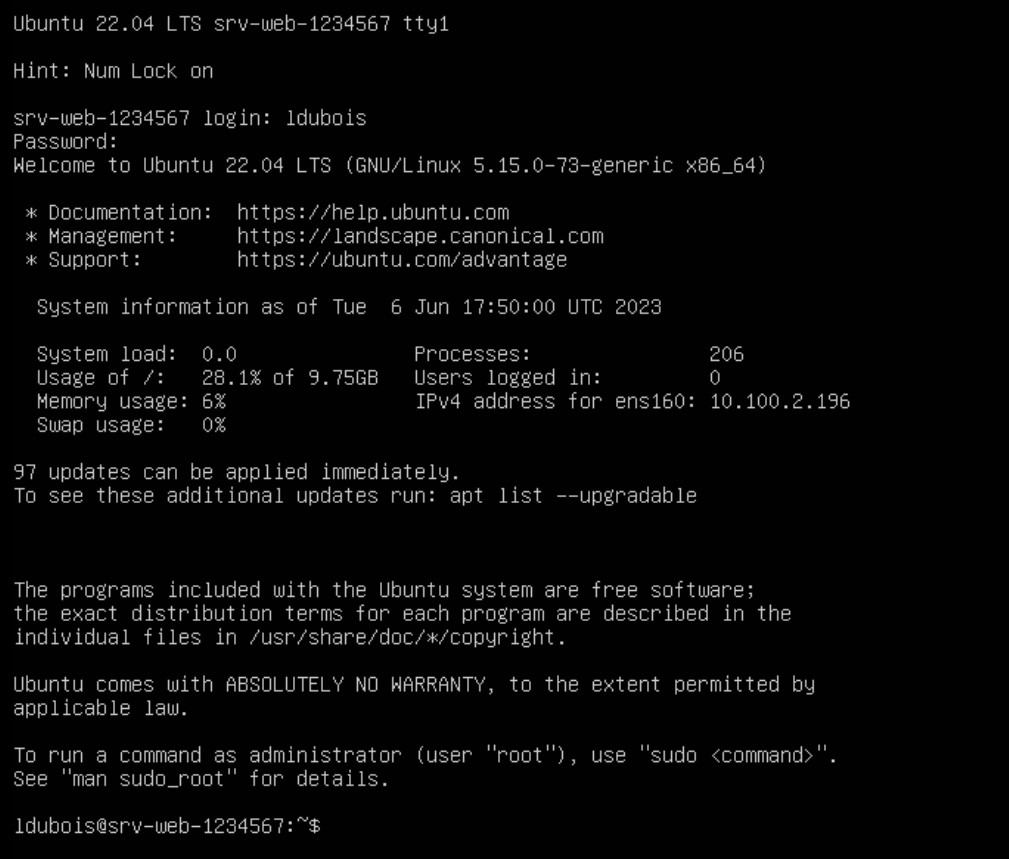 Ubuntu 22.04 LTS srv-web-1234567 tty1
Hint: Num Lock on
srv-web-1234567 login: ldubois
Password:
Welcome to Ubuntu 22.04 LTS (GNU/Linux 5.15.0-73-generic x86_64)
 * Documentation:  https://help.ubuntu.com
 * Management:     https://landscape.canonical.com
 * Support:        https://ubuntu.com/advantage
  System information as of Tue  6 Jun 17:50:00 UTC 2023
  System load:  0.0               Processes:               206
  Usage of /:   28.1% of 9.75GB   Users logged in:         0
  Memory usage: 6%                IPv4 address for ens160: 10.100.2.196
  Swap usage:   0%
97 updates can be applied immediately.
To see these additional updates run: apt list --upgradable
The programs included with the Ubuntu system are free software;
the exact distribution terms for each program are described in the
individual files in /usr/share/doc/*/copyright.
Ubuntu comes with ABSOLUTELY NO WARRANTY, to the extent permitted by
applicable law.
To run a command as administrator (user "root"), use "sudo <command>".
See "man sudo_root" for details.
ldubois@srv-web-1234567:~$